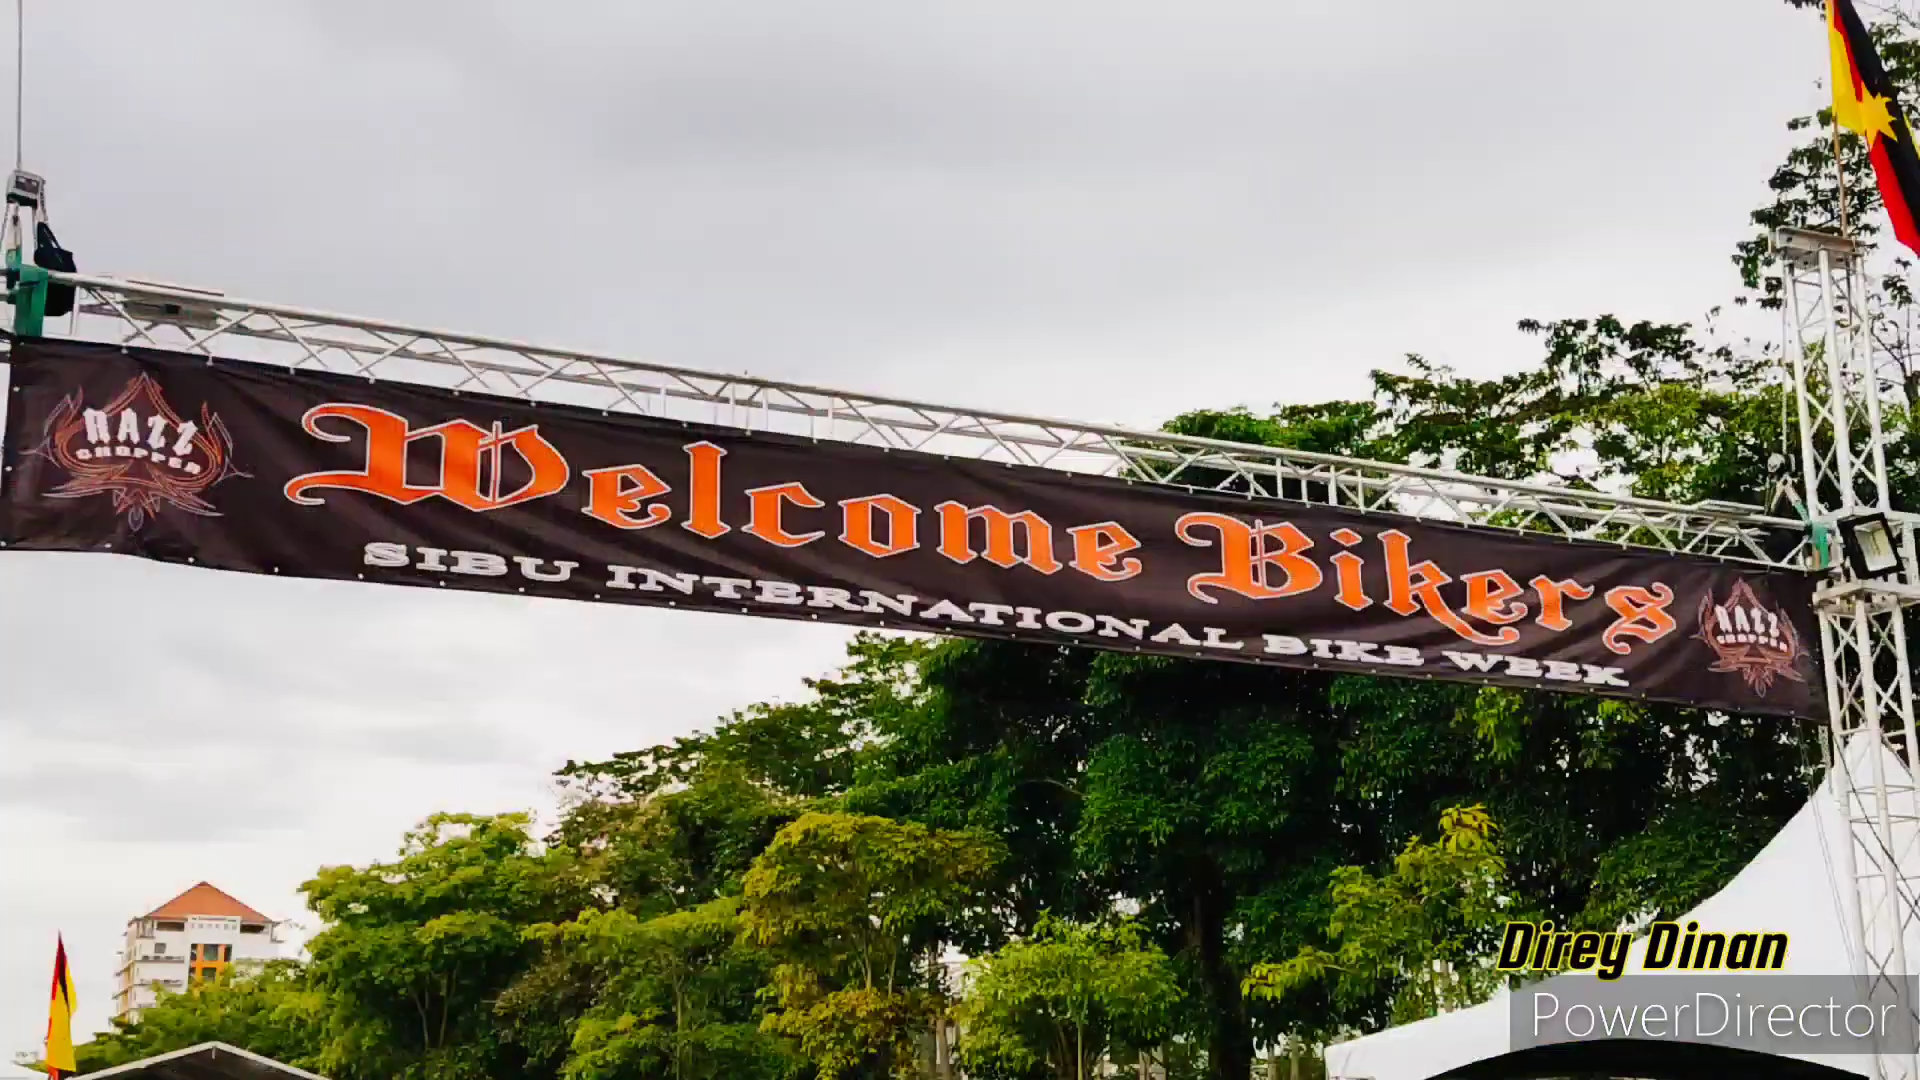 RAZZ
CHOPPER
Welcome Bikers
SIBU INTERNATIONAL BIKE WEEK
RAZZ
CHOPPER
Direy Dinan
PowerDirector